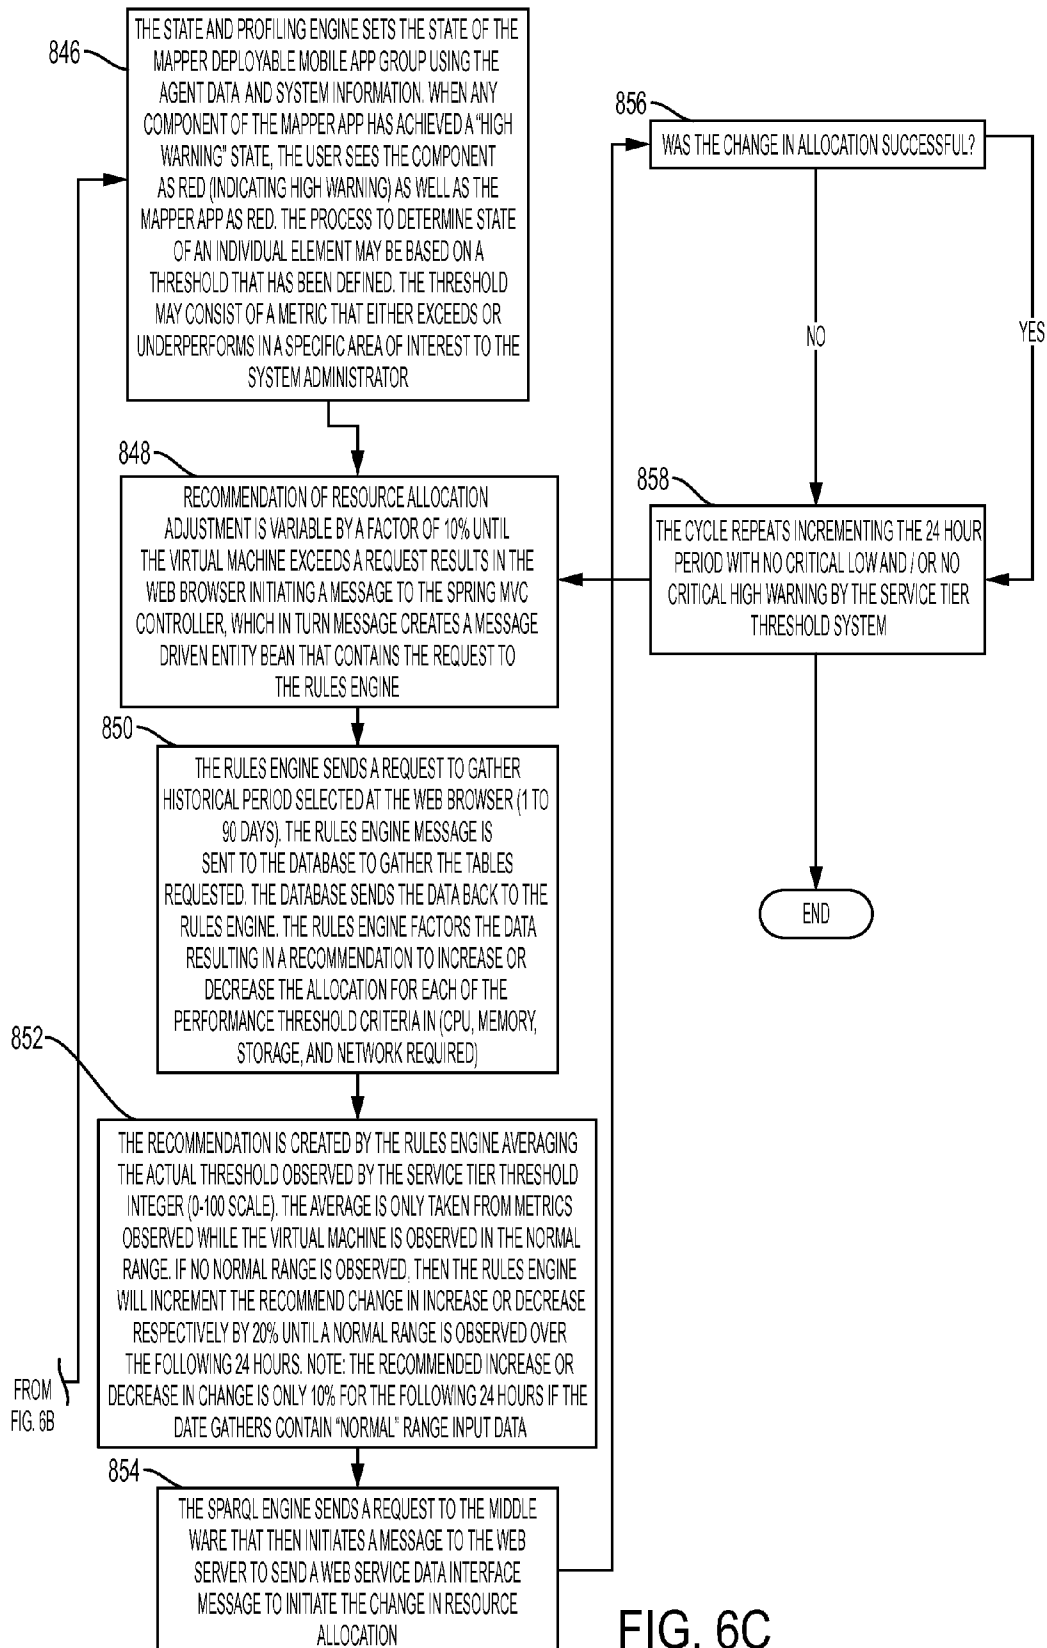 846
THE STATE AND PROFILING ENGINE SETS THE STATE OF THE
MAPPER DEPLOYABLE MOBILE APP GROUP USING THE
AGENT DATA AND SYSTEM INFORMATION. WHEN ANY
COMPONENT OF THE MAPPER APP HAS ACHIEVED A "HIGH
WARNING" STATE, THE USER SEES THE COMPONENT
AS RED (INDICATING HIGH WARNING) AS WELL AS THE
MAPPER APP AS RED. THE PROCESS TO DETERMINE STATE
OF AN INDIVIDUAL ELEMENT MAY BE BASED ON A
THRESHOLD THAT HAS BEEN DEFINED. THE THRESHOLD
MAY CONSIST OF A METRIC THAT EITHER EXCEEDS OR
UNDERPERFORMS IN A SPECIFIC AREA OF INTEREST TO THE
SYSTEM ADMINISTRATOR
848
RECOMMENDATION OF RESOURCE ALLOCATION
ADJUSTMENT IS VARIABLE BY A FACTOR OF 10% UNTIL
THE VIRTUAL MACHINE EXCEEDS A REQUEST RESULTS IN THE
WEB BROWSER INITIATING A MESSAGE TO THE SPRING MVC
CONTROLLER, WHICH IN TURN MESSAGE CREATES A MESSAGE
DRIVEN ENTITY BEAN THAT CONTAINS THE REQUEST TO
THE RULES ENGINE
850
THE RULES ENGINE SENDS A REQUEST TO GATHER
HISTORICAL PERIOD SELECTED AT THE WEB BROWSER (1 TO
90 DAYS). THE RULES ENGINE MESSAGE IS
SENT TO THE DATABASE TO GATHER THE TABLES
REQUESTED. THE DATABASE SENDS THE DATA BACK TO THE
RULES ENGINE. THE RULES ENGINE FACTORS THE DATA
RESULTING IN A RECOMMENDATION TO INCREASE OR
DECREASE THE ALLOCATION FOR EACH OF THE
PERFORMANCE THRESHOLD CRITERIA IN (CPU, MEMORY,
STORAGE, AND NETWORK REQUIRED)
852
THE RECOMMENDATION IS CREATED BY THE RULES ENGINE AVERAGING
THE ACTUAL THRESHOLD OBSERVED BY THE SERVICE TIER THRESHOLD
INTEGER (0-100 SCALE). THE AVERAGE IS ONLY TAKEN FROM METRICS
OBSERVED WHILE THE VIRTUAL MACHINE IS OBSERVED IN THE NORMAL
RANGE. IF NO NORMAL RANGE IS OBSERVED, THEN THE RULES ENGINE
WILL INCREMENT THE RECOMMEND CHANGE IN INCREASE OR DECREASE
RESPECTIVELY BY 20% UNTIL A NORMAL RANGE IS OBSERVED OVER
THE FOLLOWING 24 HOURS. NOTE: THE RECOMMENDED INCREASE OR
DECREASE IN CHANGE IS ONLY 10% FOR THE FOLLOWING 24 HOURS IF THE
DATE GATHERS CONTAIN "NORMAL" RANGE INPUT DATA
FROM
FIG. 6B
854
THE SPARQL ENGINE SENDS A REQUEST TO THE MIDDLE
WARE THAT THEN INITIATES A MESSAGE TO THE WEB
SERVER TO SEND A WEB SERVICE DATA INTERFACE
MESSAGE TO INITIATE THE CHANGE IN RESOURCE
ALLOCATION
856
WAS THE CHANGE IN ALLOCATION SUCCESSFUL?
NO
YES
858
THE CYCLE REPEATS INCREMENTING THE 24 HOUR
PERIOD WITH NO CRITICAL LOW AND / OR NO
CRITICAL HIGH WARNING BY THE SERVICE TIER
THRESHOLD SYSTEM
END
FIG. 6C